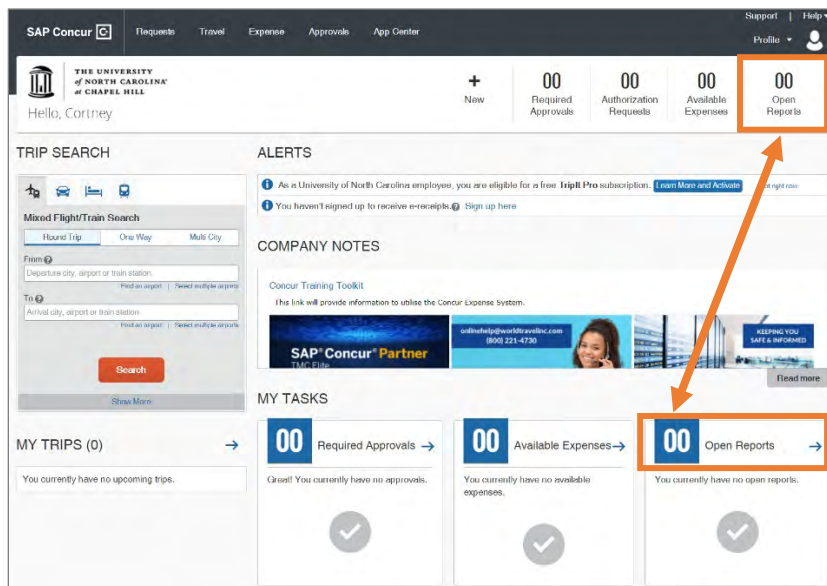 Support | Help
SAP Concur C
Requests Travel Expense Approvals App Center
Profile
THE UNIVERSITY
of NORTH CAROLINA
at CHAPEL HILL
Hello, Cortney
+
New
00
Required
Approvals
00
Authorization
Requests
00
Available
Expenses
00
Open
Reports
TRIP SEARCH
Mixed Flight/Train Search
Round Trip One Way Multi City
From ?
Departure city, airport or train station
Find an airport | Select multiple airports
To ?
Arrival city, airport or train station
Find an airport | Select multiple airports
Search
Show More
MY TRIPS (0)
You currently have no upcoming trips.
ALERTS
As a University of North Carolina employee, you are eligible for a free TripIt Pro subscription. Learn More and Activate not right now
You haven't signed up to receive e-receipts. Sign up here
COMPANY NOTES
Concur Training Toolkit
This link will provide information to utilise the Concur Expense System.
SAP® Concur® Partner
TMC Elite
onlinehelp@worldtravelinc.com
(800) 221-4730
KEEPING YOU
SAFE & INFORMED
Read more
MY TASKS
00 Required Approvals
Great! You currently have no approvals.
00 Available Expenses
You currently have no available
expenses.
00 Open Reports
You currently have no open reports.